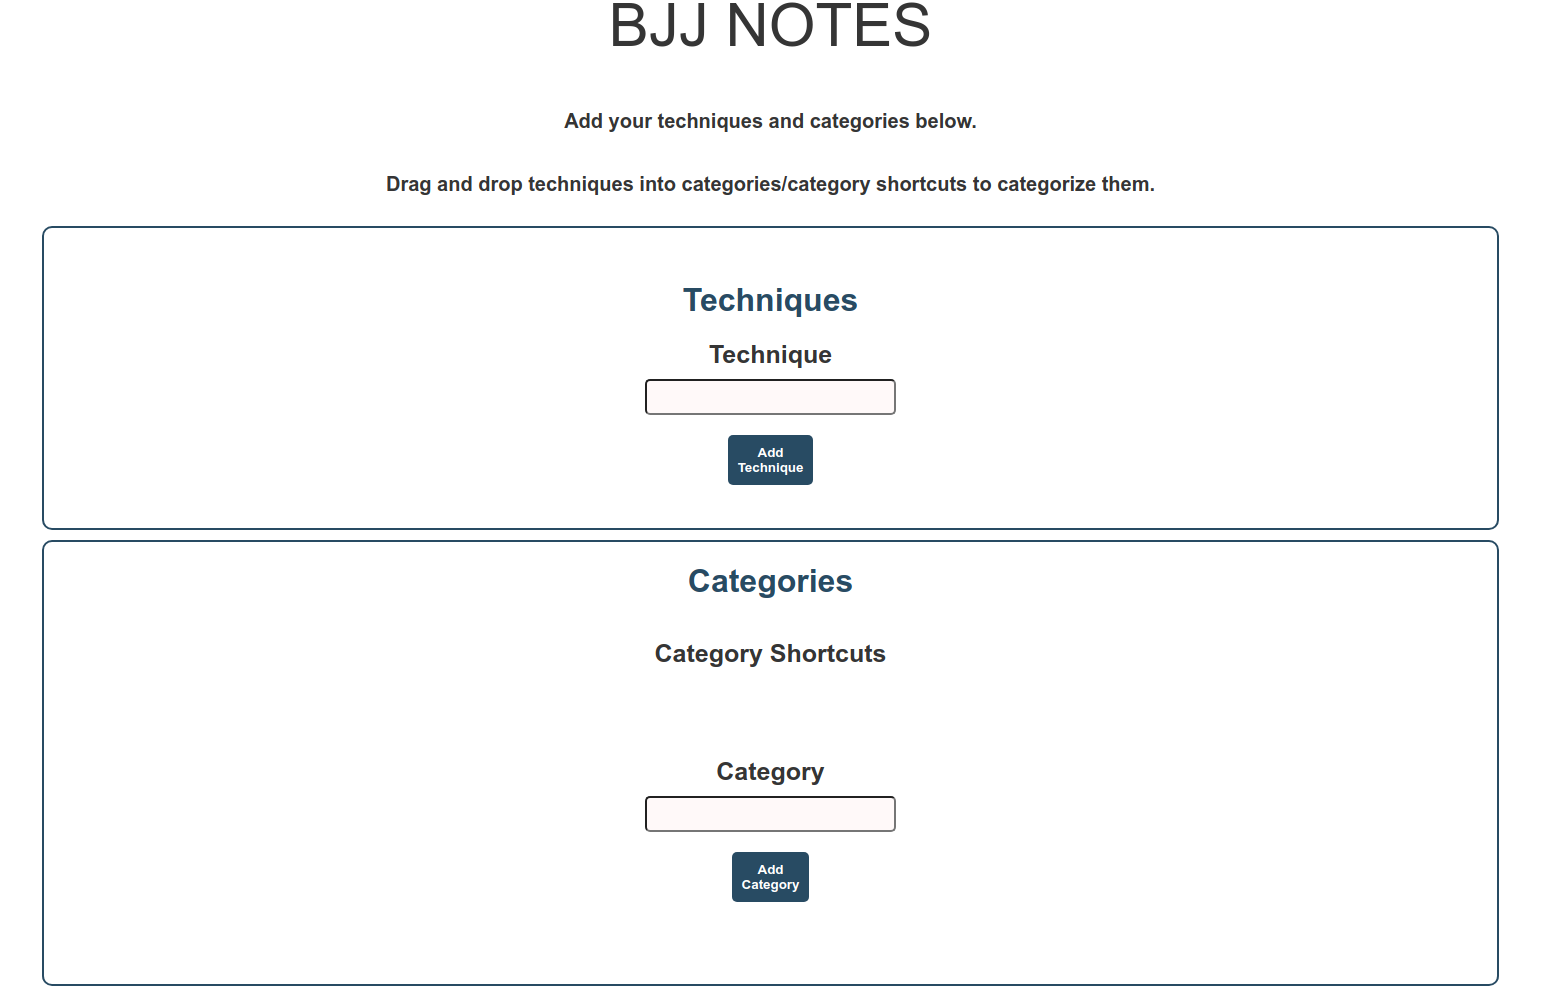 BJJ NOTES
Add your techniques and categories below.
Drag and drop techniques into categories/category shortcuts to categorize them.
Techniques
Technique
Add
Technique
Categories
Category Shortcuts
Category
Add
Category